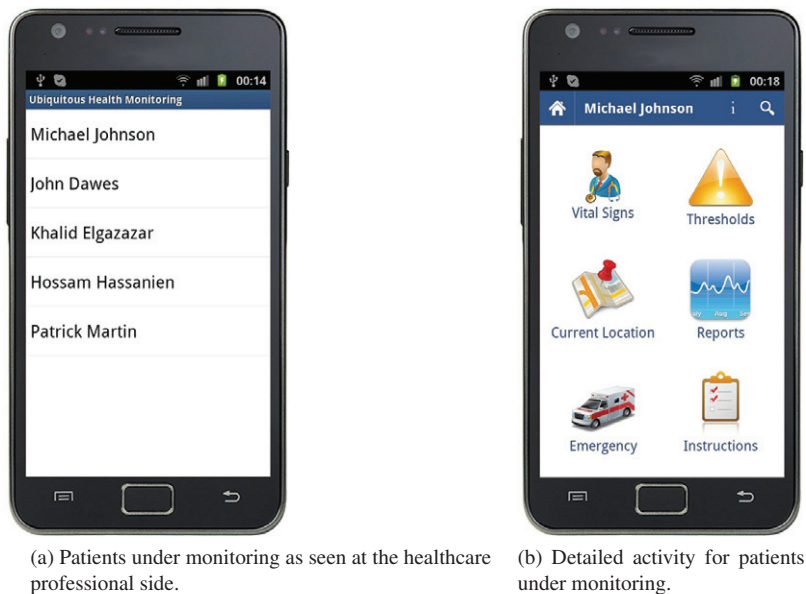 00:14
Ubiquitous Health Monitoring
Michael Johnson
John Dawes
Khalid Elgazazar
Hossam Hassanien
Patrick Martin
00:18
Michael Johnson
i
Vital Signs
Thresholds
Current Location
Aug
Reports
Emergency
Instructions
(a) Patients under monitoring as seen at the healthcare
professional side.
(b) Detailed activity for patients
under monitoring.